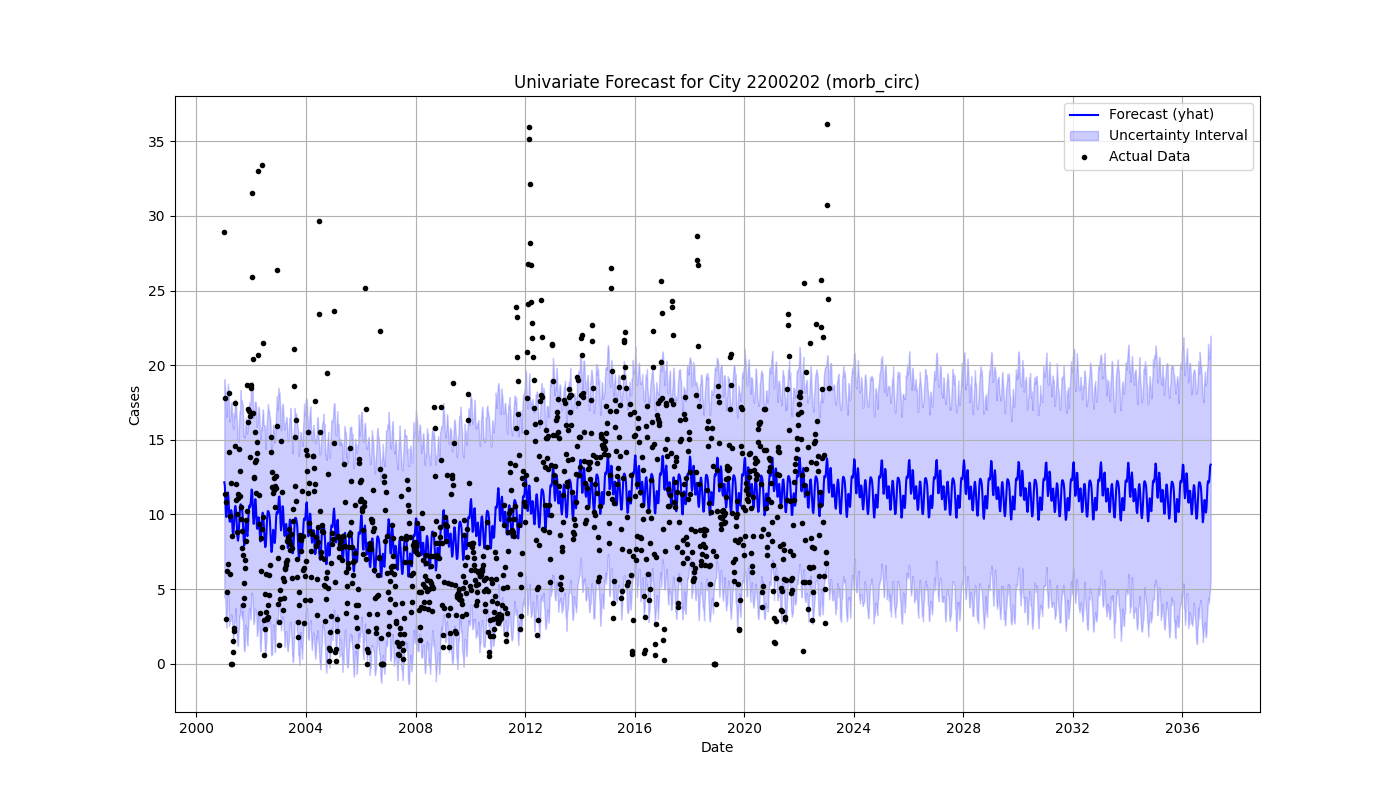 Univariate Forecast for City 2200202 (morb_circ)
Forecast (yhat)
Uncertainty Interval
Actual Data
Cases
35
30
25
20
15
10
5
0
2000 2004 2008 2012 2016 2020 2024 2028 2032 2036
Date